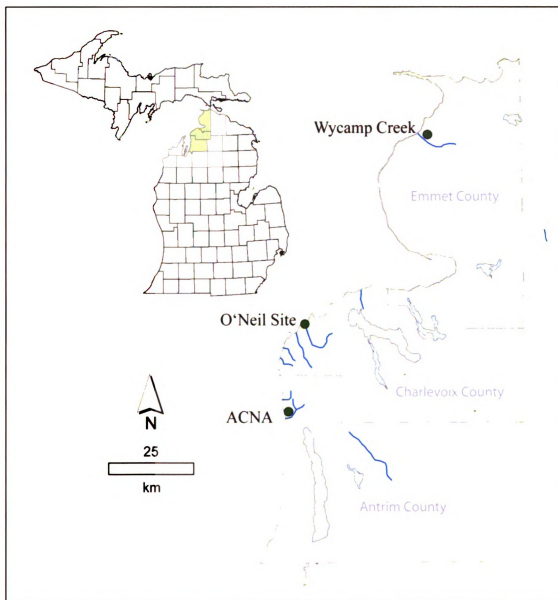 Wycamp Creek
Emmet County
O'Neil Site
Charlevoix County
ACNA
N
25
km
Antrim County